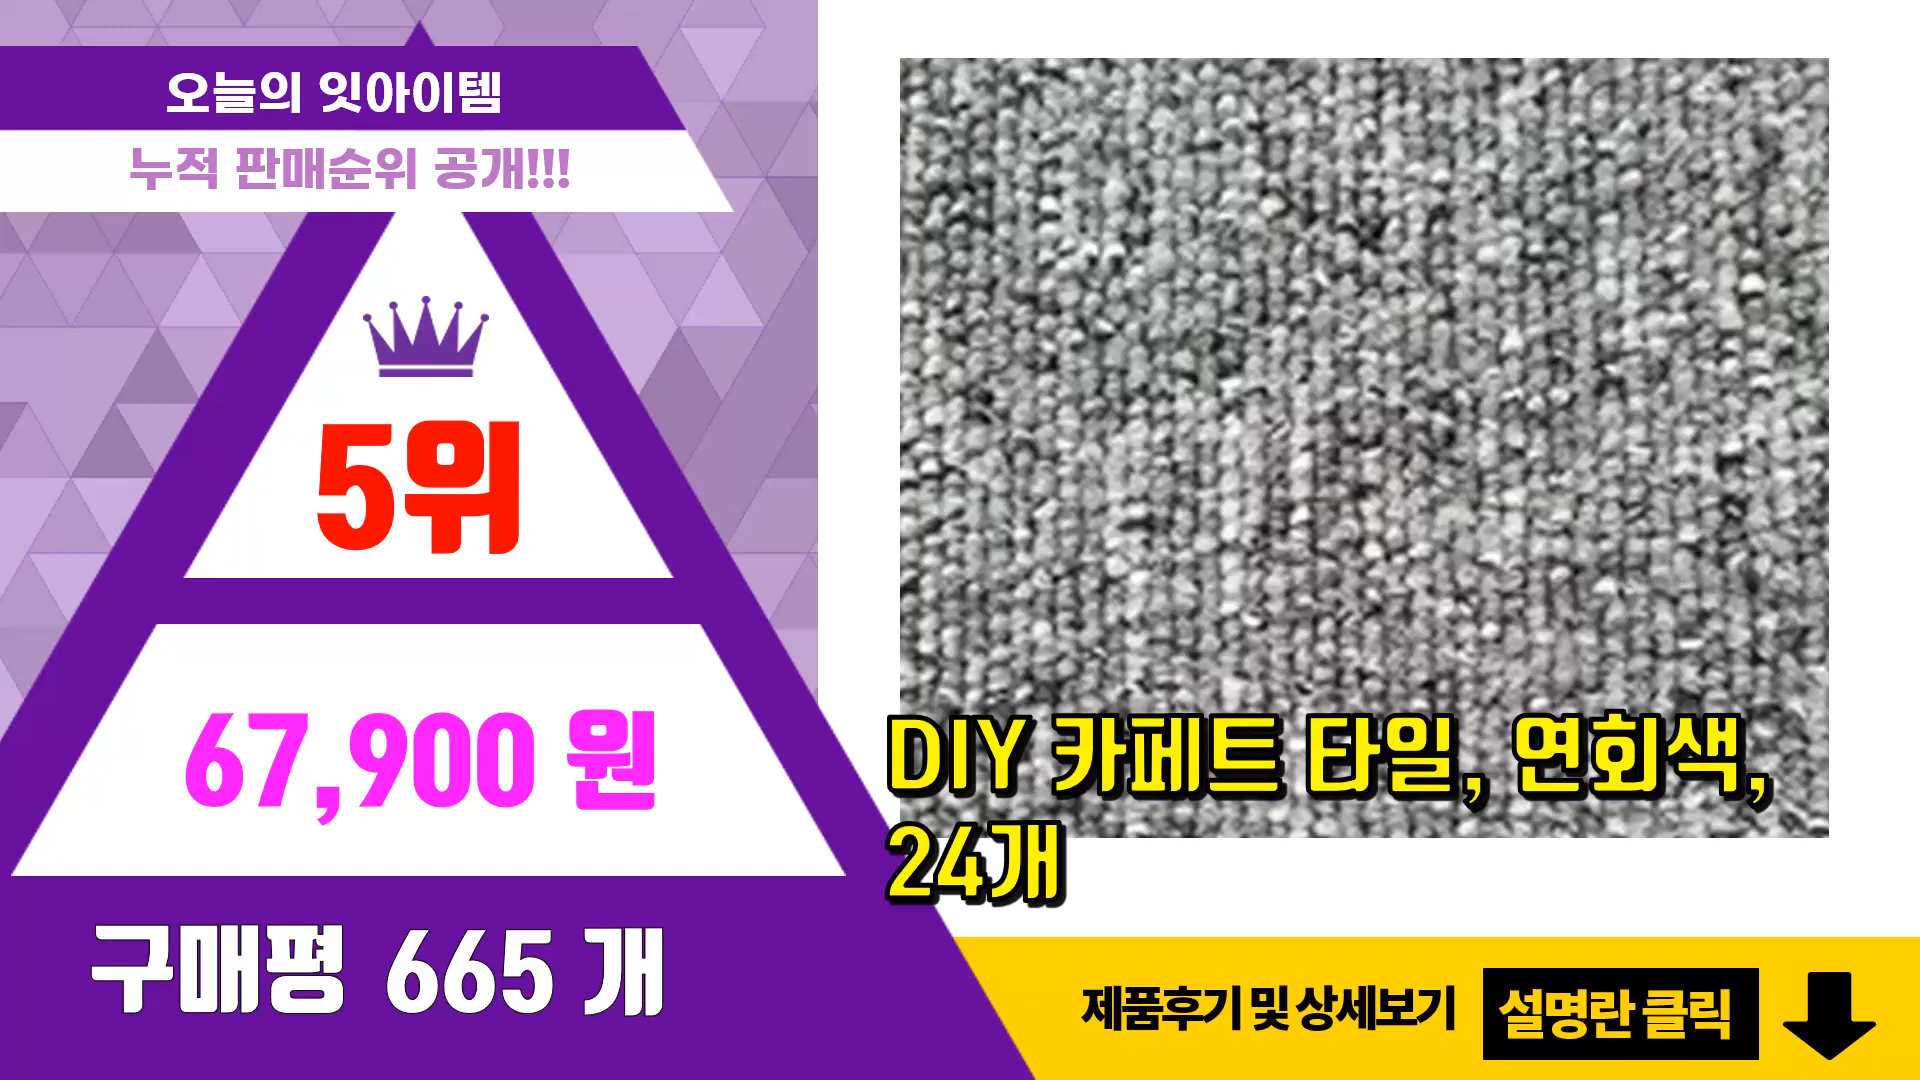 오늘의 잇아이템
누적 판매순위 공개!!!
5위
67,900 원
구매평 665 개
DIY 카페트 타일, 연회색,
24개
제품후기 및 상세보기
설명란 클릭